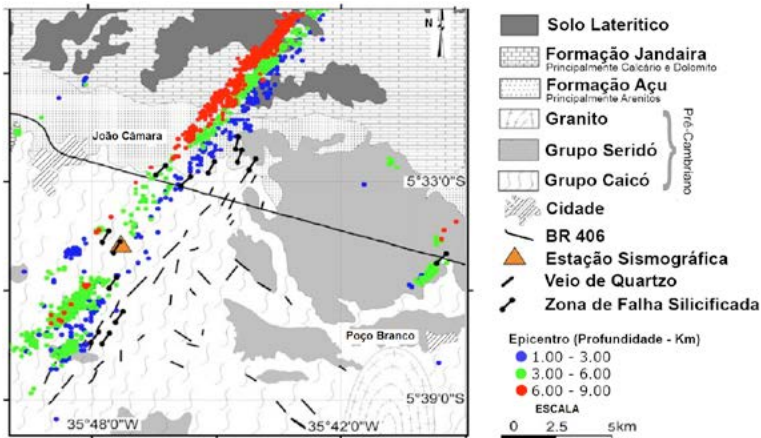 N
João Câmara
5°33'0"S
Poço Branco
5°39'0"S
35°48'0"W
35°42'0"W
Solo Lateritico
Formação Jandaira
Principalmente Calcário e Dolomito
Formação Açu
Principalmente Arenitos
Granito
Grupo Seridó
Grupo Caicó
Pré-Cambriano
Cidade
BR 406
Estação Sismográfica
Veio de Quartzo
Zona de Falha Silicificada
Epicentro (Profundidade - Km)
1.00 - 3.00
3.00 - 6.00
6.00 - 9.00
ESCALA
0 2.5 5km